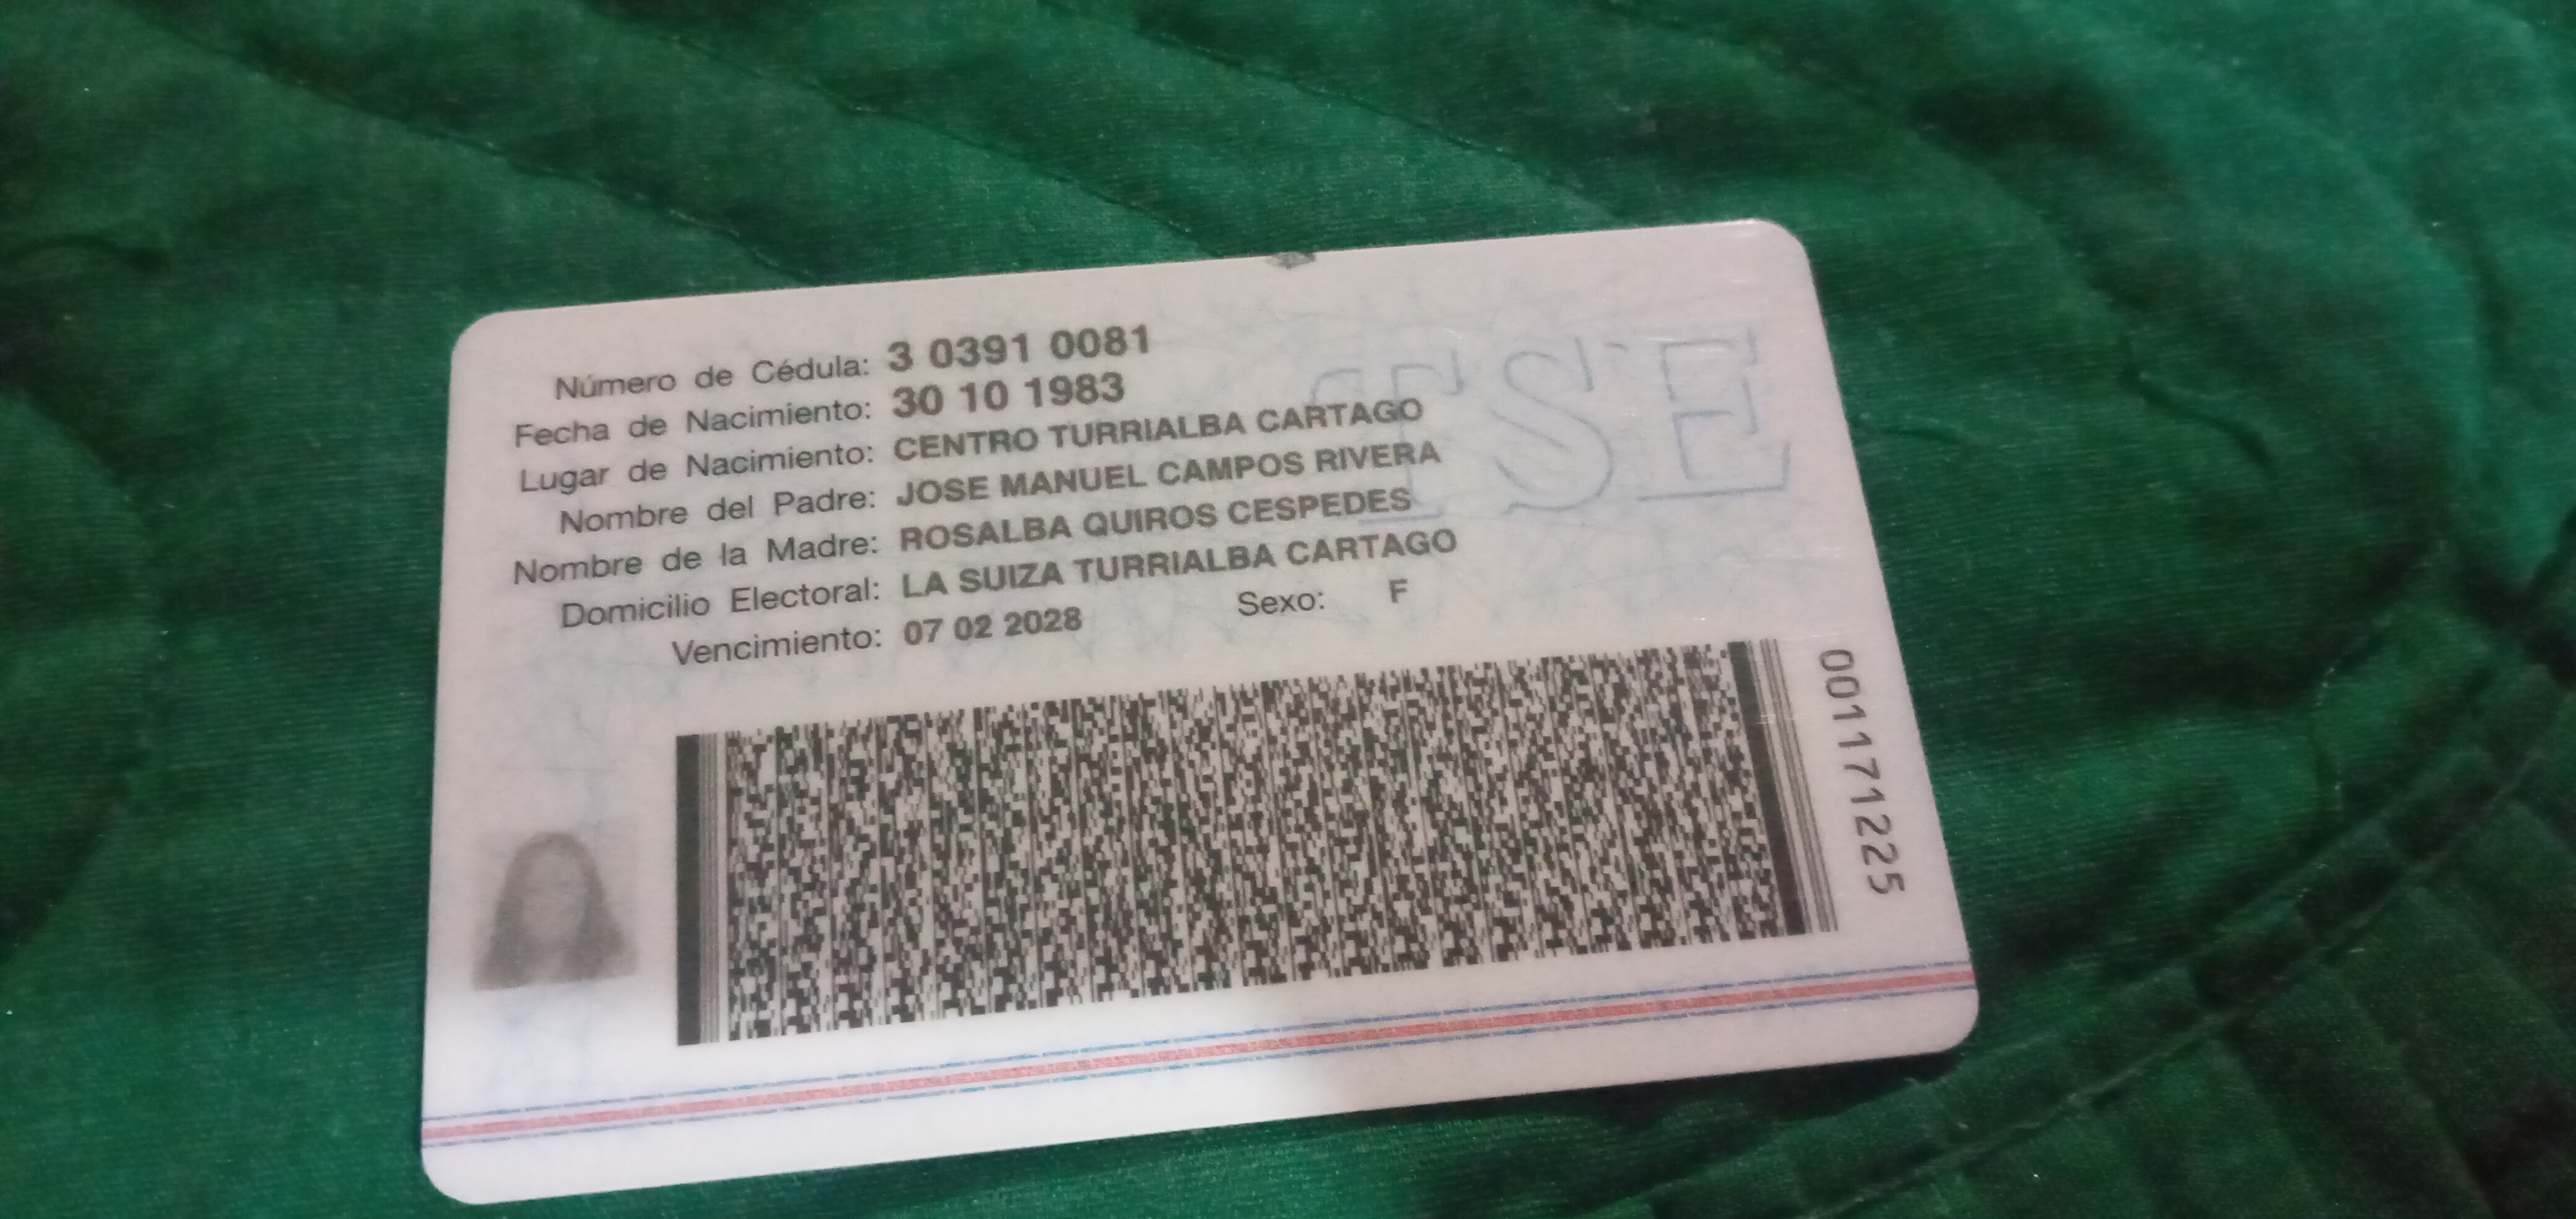 Número de Cédula: 3 0391 0081
Fecha de Nacimiento: 30 10 1983
Lugar de Nacimiento: CENTRO TURRIALBA CARTAGO
Nombre del Padre: JOSE MANUEL CAMPOS RIVERA
Nombre de la Madre: ROSALBA QUIROS CESPEDES
Domicilio Electoral: LA SUIZA TURRIALBA CARTAGO
Vencimiento: 07 02 2028 Sexo: F
TSE
001171225